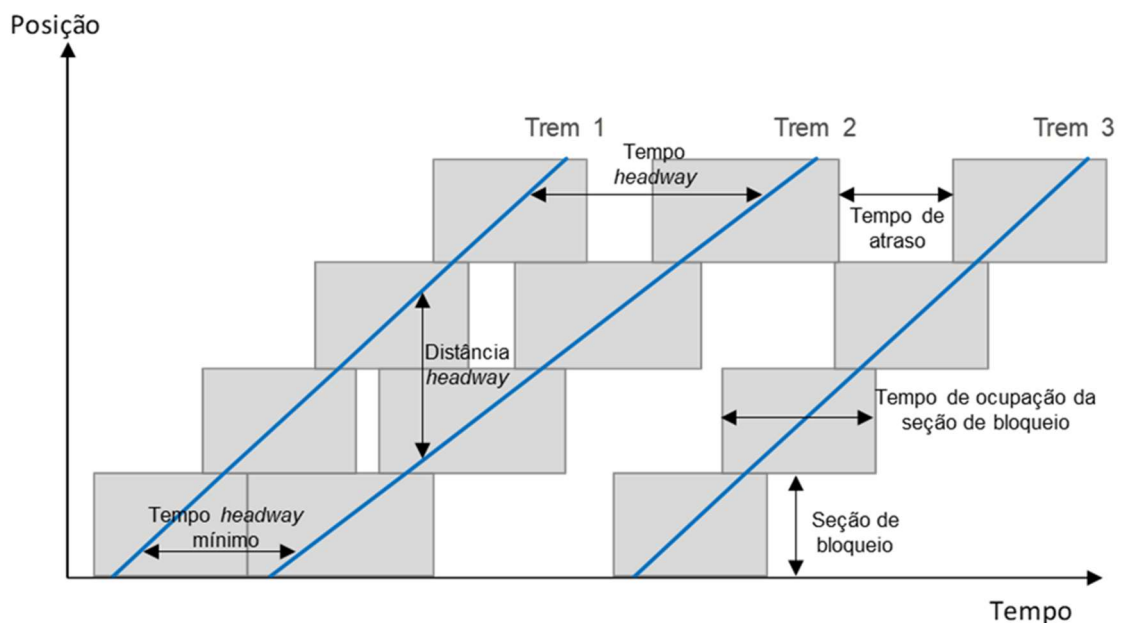 Posição
Trem 1
Trem 2
Trem 3
Tempo
headway
Tempo de
atraso
Distância
headway
Tempo de ocupação da
seção de bloqueio
Tempo headway
mínimo
Seção de
bloqueio
Tempo